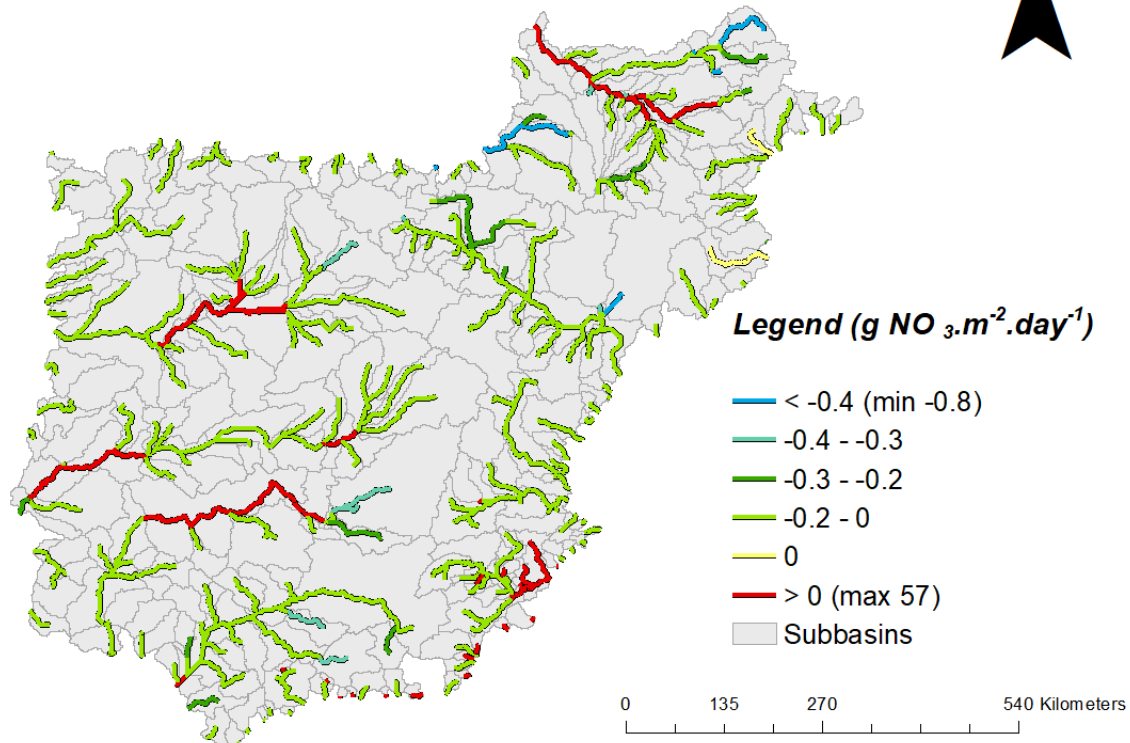 Legend (g NO 3.m-2.day-1)
< -0.4 (min -0.8)
-0.4 - -0.3
-0.3 - -0.2
-0.2 - 0
0
> 0 (max 57)
Subbasins
0 135 270 540 Kilometers